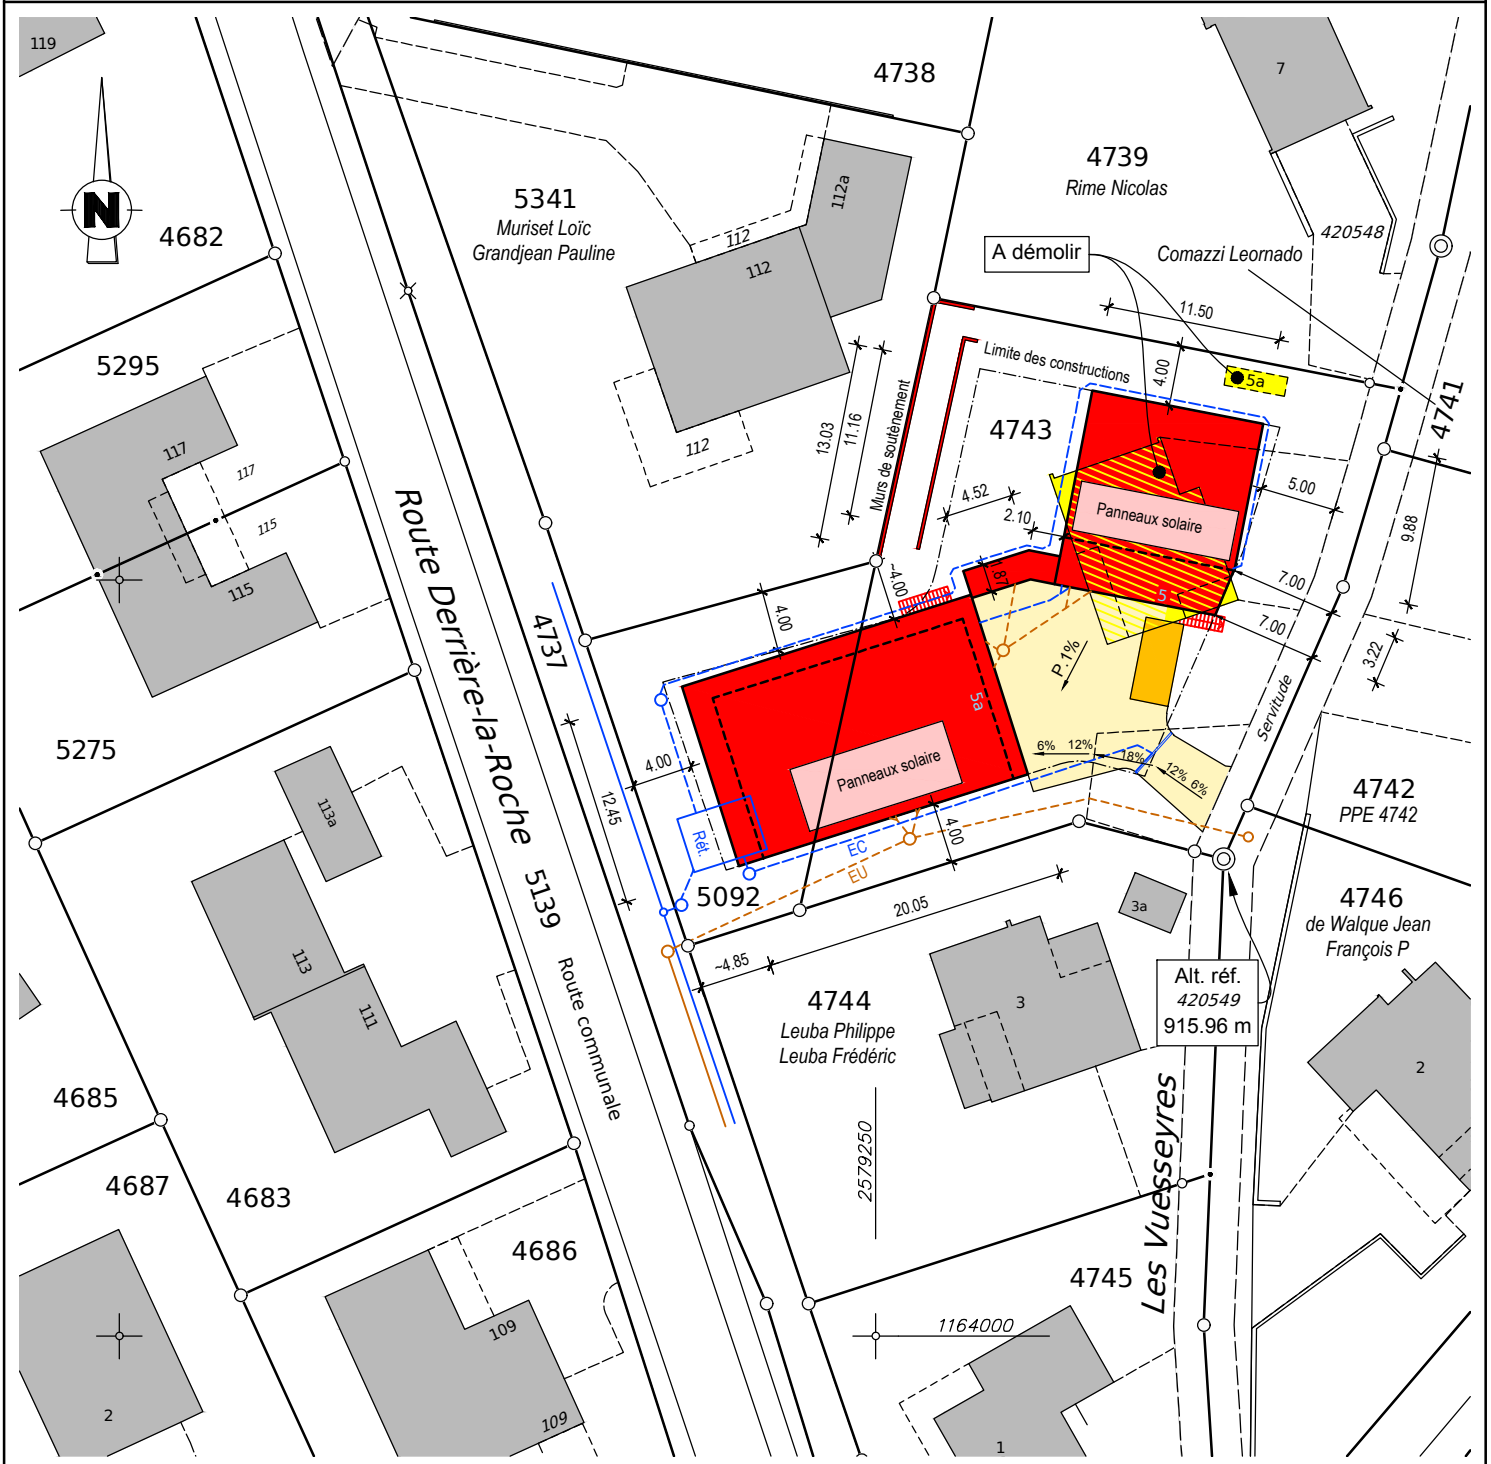 119
4738
7
4739
Rime Nicolas
112a
5341
Muriset Loïc
Grandjean Pauline
N
4682
112
112
420548
A démolir
Comazzi Leornado
11.50
5295
Limite des constructions
4.00
5a
4741
13.03
11.16
Murs de soutènement
4743
112
117
117
115
115
4.52
2.10
Panneaux solaire
5.00
9.88
Route Derrière-la-Roche 5139
Route communale
4737
4.00
~4.00
1.87
5
7.00
7.00
3.22
P.1%
Servitude
5a
5275
4.00
12.45
Panneaux solaire
6%
12%
18%
12%
6%
4742
PPE 4742
113a
Rét.
EC
EU
4.00
5092
20.05
3a
4746
de Walque Jean
François P
113
~4.85
111
4744
Leuba Philippe
Leuba Frédéric
3
Alt. réf.
420549
915.96 m
2
4685
2579250
Les Vuesseyres
4687
4683
4686
4745
109
1164000
109
2
1